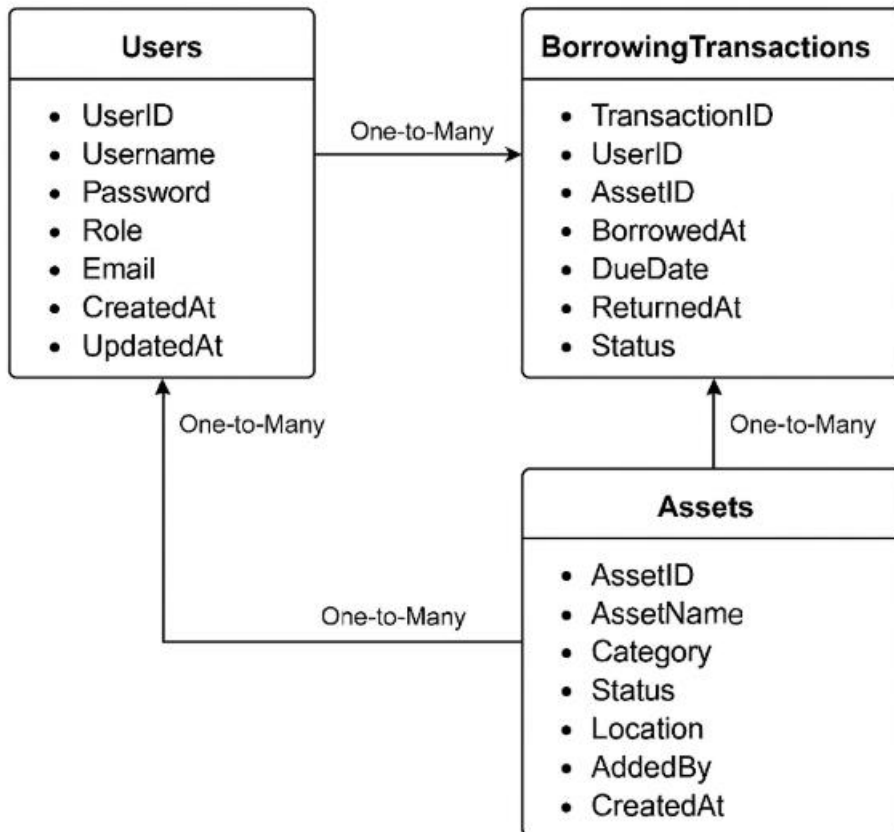 Users
• UserID
• Username
• Password
• Role
• Email
• CreatedAt
• UpdatedAt
One-to-Many
BorrowingTransactions
• TransactionID
• UserID
• AssetID
• BorrowedAt
• DueDate
• ReturnedAt
• Status
One-to-Many
One-to-Many
One-to-Many
Assets
• AssetID
• AssetName
• Category
• Status
• Location
• AddedBy
• CreatedAt